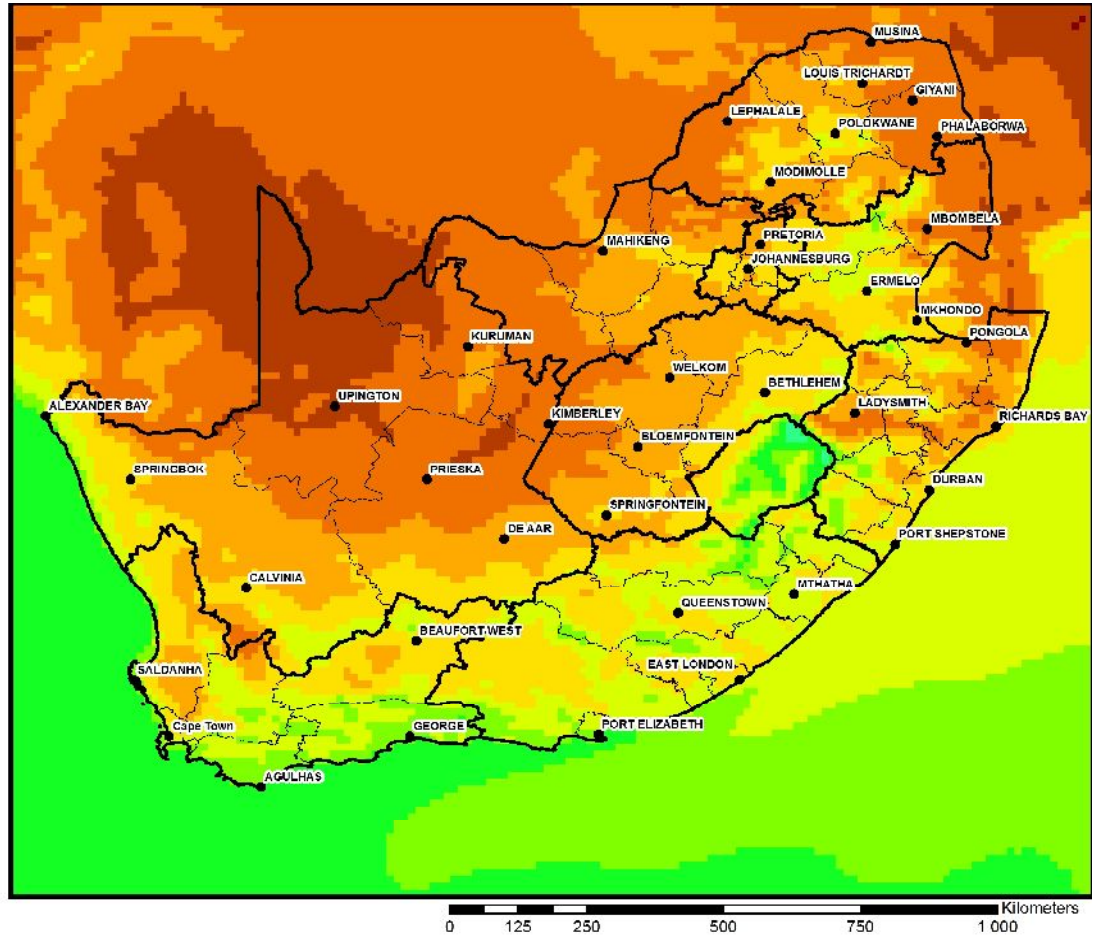 MUSINA
LOUIS TRICHARDT
GIYANI
LEPHALALE
POLOKWANE
PHALABORWA
MODIMOLLE
MBOMBELA
PRETORIA
MAHIKENG
JOHANNESBURG
ERMELO
MKHONDO
PONGOLA
KURUMAN
WELKOM
BETHLEHEM
UPINGTON
ALEXANDER BAY
KIMBERLEY
LADYSMITH
RICHARDS BAY
BLOEMFONTEIN
SPRINGBOK
PRIESKA
DURBAN
SPRINGFONTEIN
DE AAR
PORT SHEPSTONE
CALVINIA
MTHATHA
QUEENSTOWN
BEAUFORT WEST
EAST LONDON
SALDANHA
Cape Town
GEORGE
PORT ELIZABETH
AGULHAS
Kilometers
0 125 250 500 750 1 000